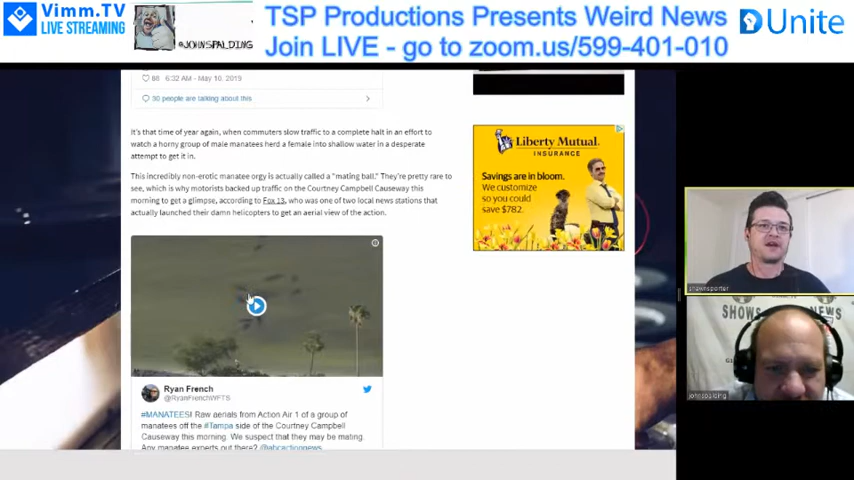 Vimm.TV
LIVE STREAMING
@JOHNSPALDING
TSP Productions Presents Weird News
Join LIVE - go to zoom.us/599-401-010
Unite
88 6:32 AM - May 10, 2019
30 people are talking about this
It's that time of year again, when commuters slow traffic to a complete halt in an effort to
watch a horny group of male manatees herd a female into shallow water in a desperate
attempt to get it in.
This incredibly non-erotic manatee orgy is actually called a "mating ball." They're pretty rare to
see, which is why motorists backed up traffic on the Courtney Campbell Causeway this
morning to get a glimpse, according to Fox 13, who was one of two local news stations that
actually launched their damn helicopters to get an aerial view of the action.
Liberty Mutual.
INSURANCE
Savings are in bloom.
We customize
so you could
save $782.
Ryan French
@RyanFrenchWFTS
#MANATEES! Raw aerials from Action Air 1 of a group of
manatees off the #Tampa side of the Courtney Campbell
Causeway this morning. We suspect that they may be mating.
Any manatee experts out there? @abcactionnews
shawnsporter
SHOWS
NEWS
johnspalding